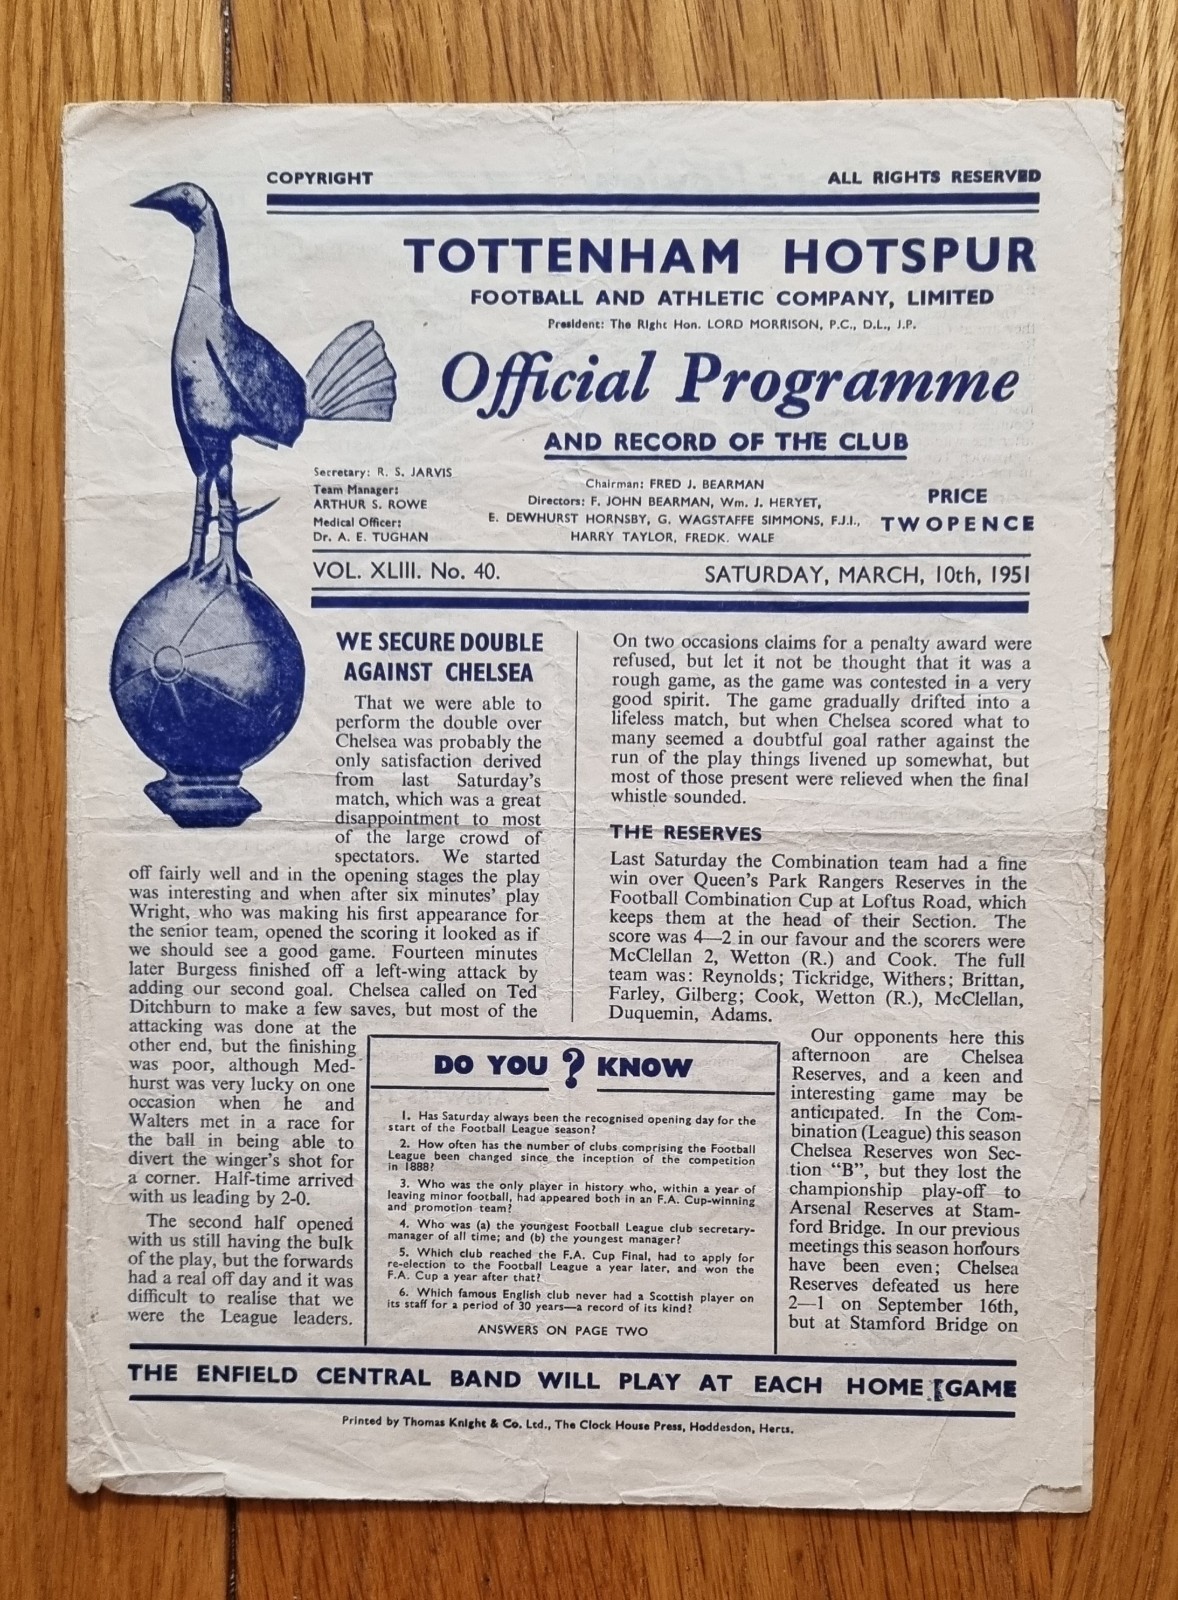 COPYRIGHT
ALL RIGHTS RESERVED
TOTTENHAM HOTSPUR
FOOTBALL AND ATHLETIC COMPANY, LIMITED
President: The Right Hon. LORD MORRISON, P.C., D.L., J.P.
Official Programme
AND RECORD OF THE CLUB
Secretary: R. S. JARVIS
Team Manager:
ARTHUR S. ROWE
Medical Officer:
Dr. A. E. TUGHAN
Chairman: FRED J. BEARMAN
Directors: F. JOHN BEARMAN, Wm. J. HERYET,
E. DEWHURST HORNSBY, G. WAGSTAFFE SIMMONS, F.J.I.,
HARRY TAYLOR, FREDK. WALE
PRICE
TWOPENCE
VOL. XLIII. No. 40.
SATURDAY, MARCH, 10th, 1951
WE SECURE DOUBLE
AGAINST CHELSEA
That we were able to
perform the double over
Chelsea was probably the
only satisfaction derived
from last Saturday's
match, which was a great
disappointment to most
of the large crowd of
spectators. We started
off fairly well and in the opening stages the play
was interesting and when after six minutes' play
Wright, who was making his first appearance for
the senior team, opened the scoring it looked as if
we should see a good game. Fourteen minutes
later Burgess finished off a left-wing attack by
adding our second goal. Chelsea called on Ted
Ditchburn to make a few saves, but most of the
attacking was done at the
other end, but the finishing
was poor, although Med-
hurst was very lucky on one
occasion when he and
Walters met in a race for
the ball in being able to
divert the winger's shot for
a corner. Half-time arrived
with us leading by 2-0.
The second half opened
with us still having the bulk
of the play, but the forwards
had a real off day and it was
difficult to realise that we
were the League leaders.
On two occasions claims for a penalty award were
refused, but let it not be thought that it was a
rough game, as the game was contested in a very
good spirit. The game gradually drifted into a
lifeless match, but when Chelsea scored what to
many seemed a doubtful goal rather against the
run of the play things livened up somewhat, but
most of those present were relieved when the final
whistle sounded.
THE RESERVES
Last Saturday the Combination team had a fine
win over Queen's Park Rangers Reserves in the
Football Combination Cup at Loftus Road, which
keeps them at the head of their Section. The
score was 4—2 in our favour and the scorers were
McClellan 2, Wetton (R.) and Cook. The full
team was: Reynolds; Tickridge, Withers; Brittan,
Farley, Gilberg; Cook, Wetton (R.), McClellan,
Duquemin, Adams.
Our opponents here this
afternoon are Chelsea
Reserves, and a keen and
interesting game may be
anticipated. In the Com-
bination (League) this season
Chelsea Reserves won Sec-
tion "B", but they lost the
championship play-off to
Arsenal Reserves at Stam-
ford Bridge. In our previous
meetings this season honours
have been even; Chelsea
Reserves defeated us here
2—1 on September 16th,
but at Stamford Bridge on
DO YOU ? KNOW
1. Has Saturday always been the recognised opening day for the
start of the Football League season?
2. How often has the number of clubs comprising the Football
League been changed since the inception of the competition
in 1888?
3. Who was the only player in history who, within a year of
leaving minor football, had appeared both in an F.A. Cup-winning
and promotion team?
4. Who was (a) the youngest Football League club secretary-
manager of all time; and (b) the youngest manager?
5. Which club reached the F.A. Cup Final, had to apply for
re-election to the Football League a year later, and won the
F.A. Cup a year after that?
6. Which famous English club never had a Scottish player on
its staff for a period of 30 years—a record of its kind?
ANSWERS ON PAGE TWO
THE ENFIELD CENTRAL BAND WILL PLAY AT EACH HOME GAME
Printed by Thomas Knight & Co. Ltd., The Clock House Press, Hoddesdon, Herts.